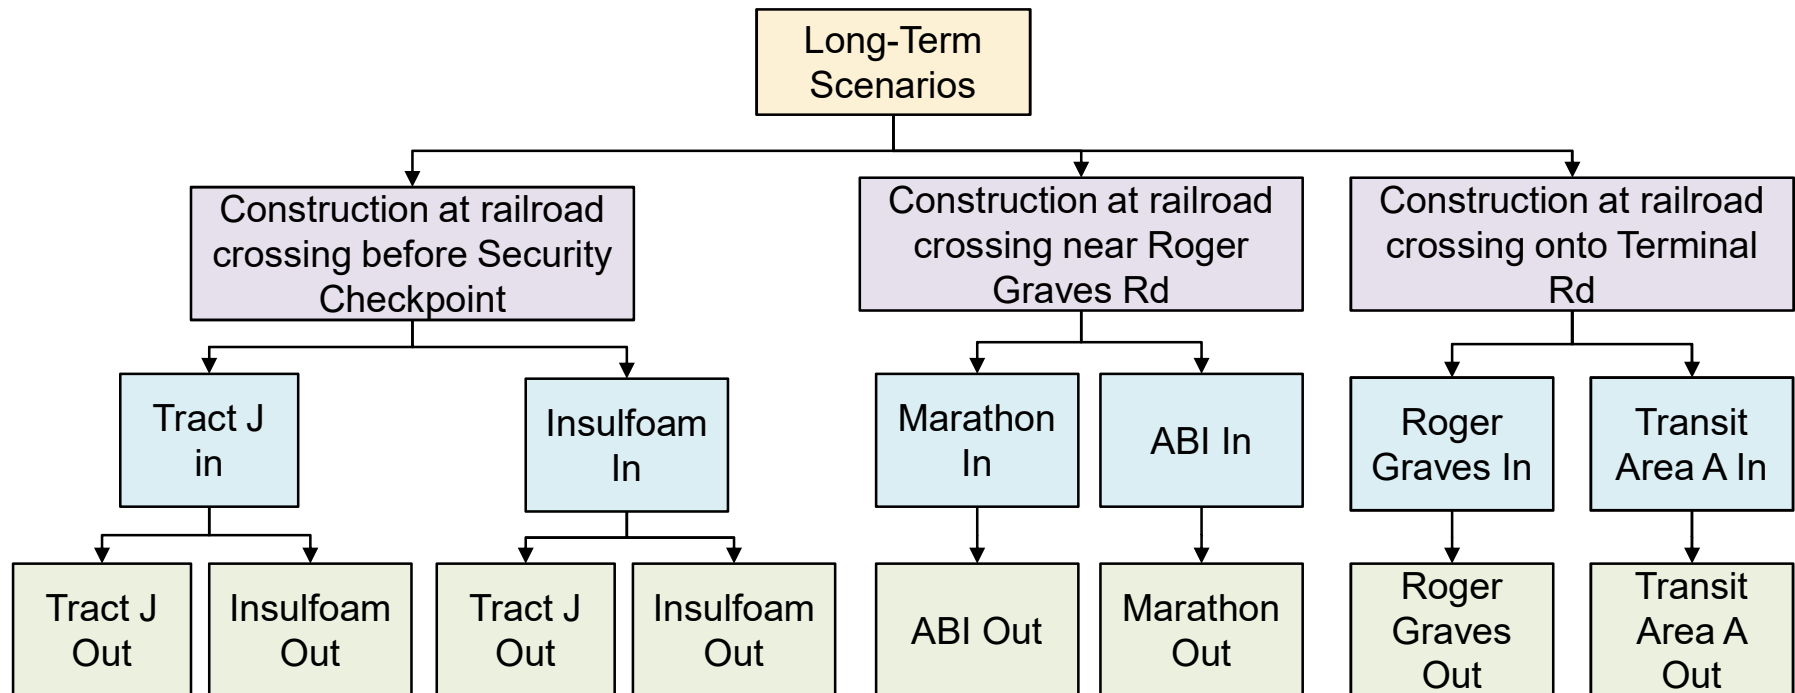 Long-Term
Scenarios
Construction at railroad
crossing before Security
Checkpoint
Construction at railroad
crossing near Roger
Graves Rd
Construction at railroad
crossing onto Terminal
Rd
Tract J
in
Insulfoam
In
Marathon
In
ABI In
Roger
Graves In
Transit
Area A In
Tract J
Out
Insulfoam
Out
Tract J
Out
Insulfoam
Out
ABI Out
Marathon
Out
Roger
Graves
Out
Transit
Area A
Out